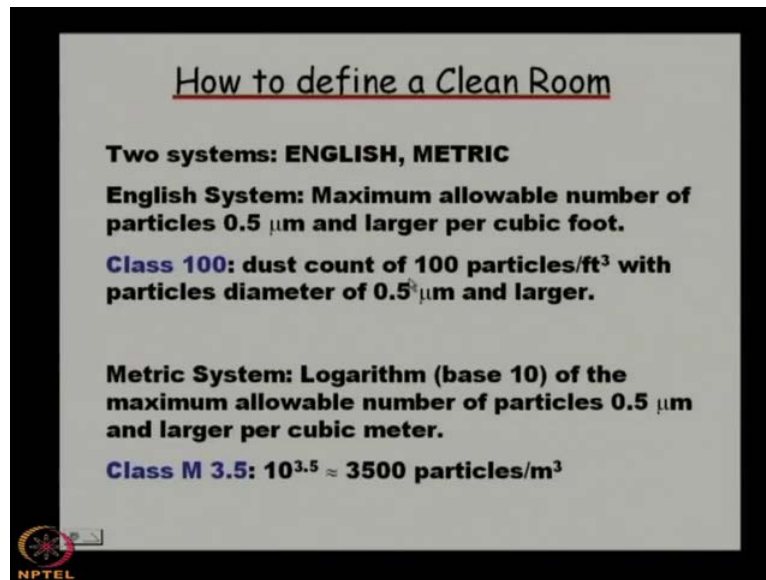 How to define a Clean Room
Two systems: ENGLISH, METRIC
English System: Maximum allowable number of
particles 0.5 μm and larger per cubic foot.
Class 100: dust count of 100 particles/ft³ with
particles diameter of 0.5 μm and larger.
Metric System: Logarithm (base 10) of the
maximum allowable number of particles 0.5 μm
and larger per cubic meter.
Class M 3.5: 10³·⁵ ≈ 3500 particles/m³
NPTEL